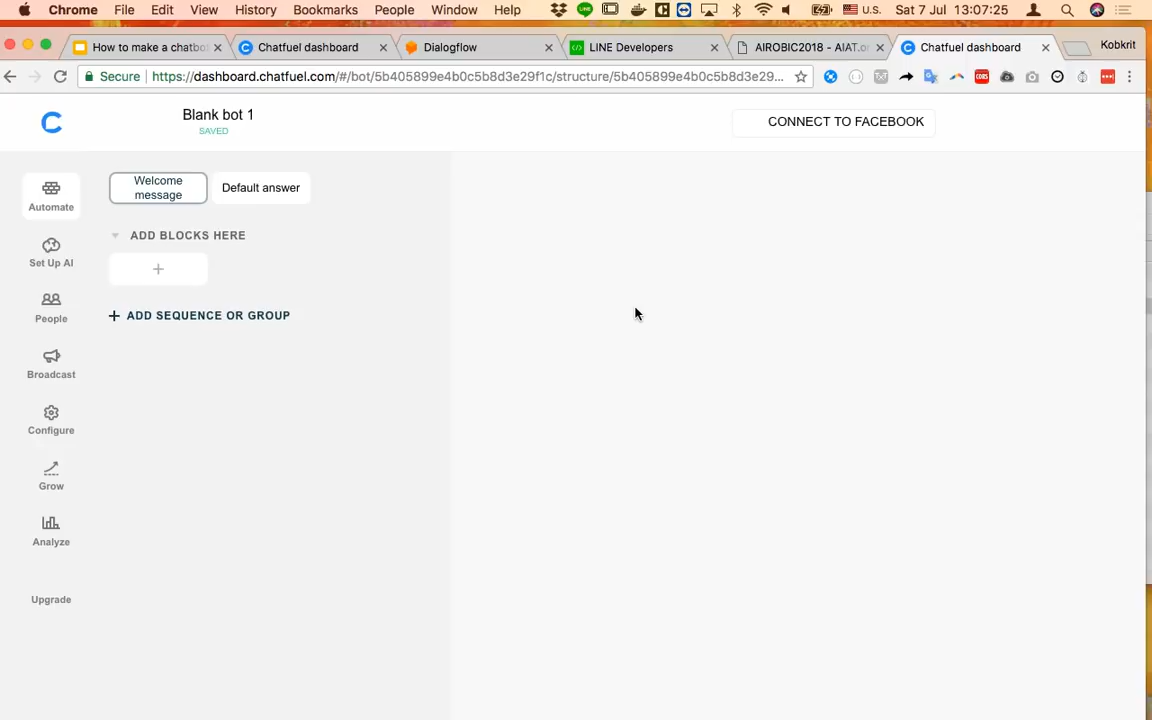 Chrome File Edit View History Bookmarks People Window Help U.S. Sat 7 Jul 13:07:25
How to make a chatbo Chatfuel dashboard Dialogflow LINE Developers AIROBIC2018 - AIAT.o Chatfuel dashboard Kobkrit
Secure https://dashboard.chatfuel.com/#/bot/5b405899e4b0c5b8d3e29f1c/structure/5b405899e4b0c5b8d3e29...
Blank bot 1
SAVED
CONNECT TO FACEBOOK
Welcome
message
Default answer
Automate
ADD BLOCKS HERE
Set Up AI
ADD SEQUENCE OR GROUP
People
Broadcast
Configure
Grow
Analyze
Upgrade